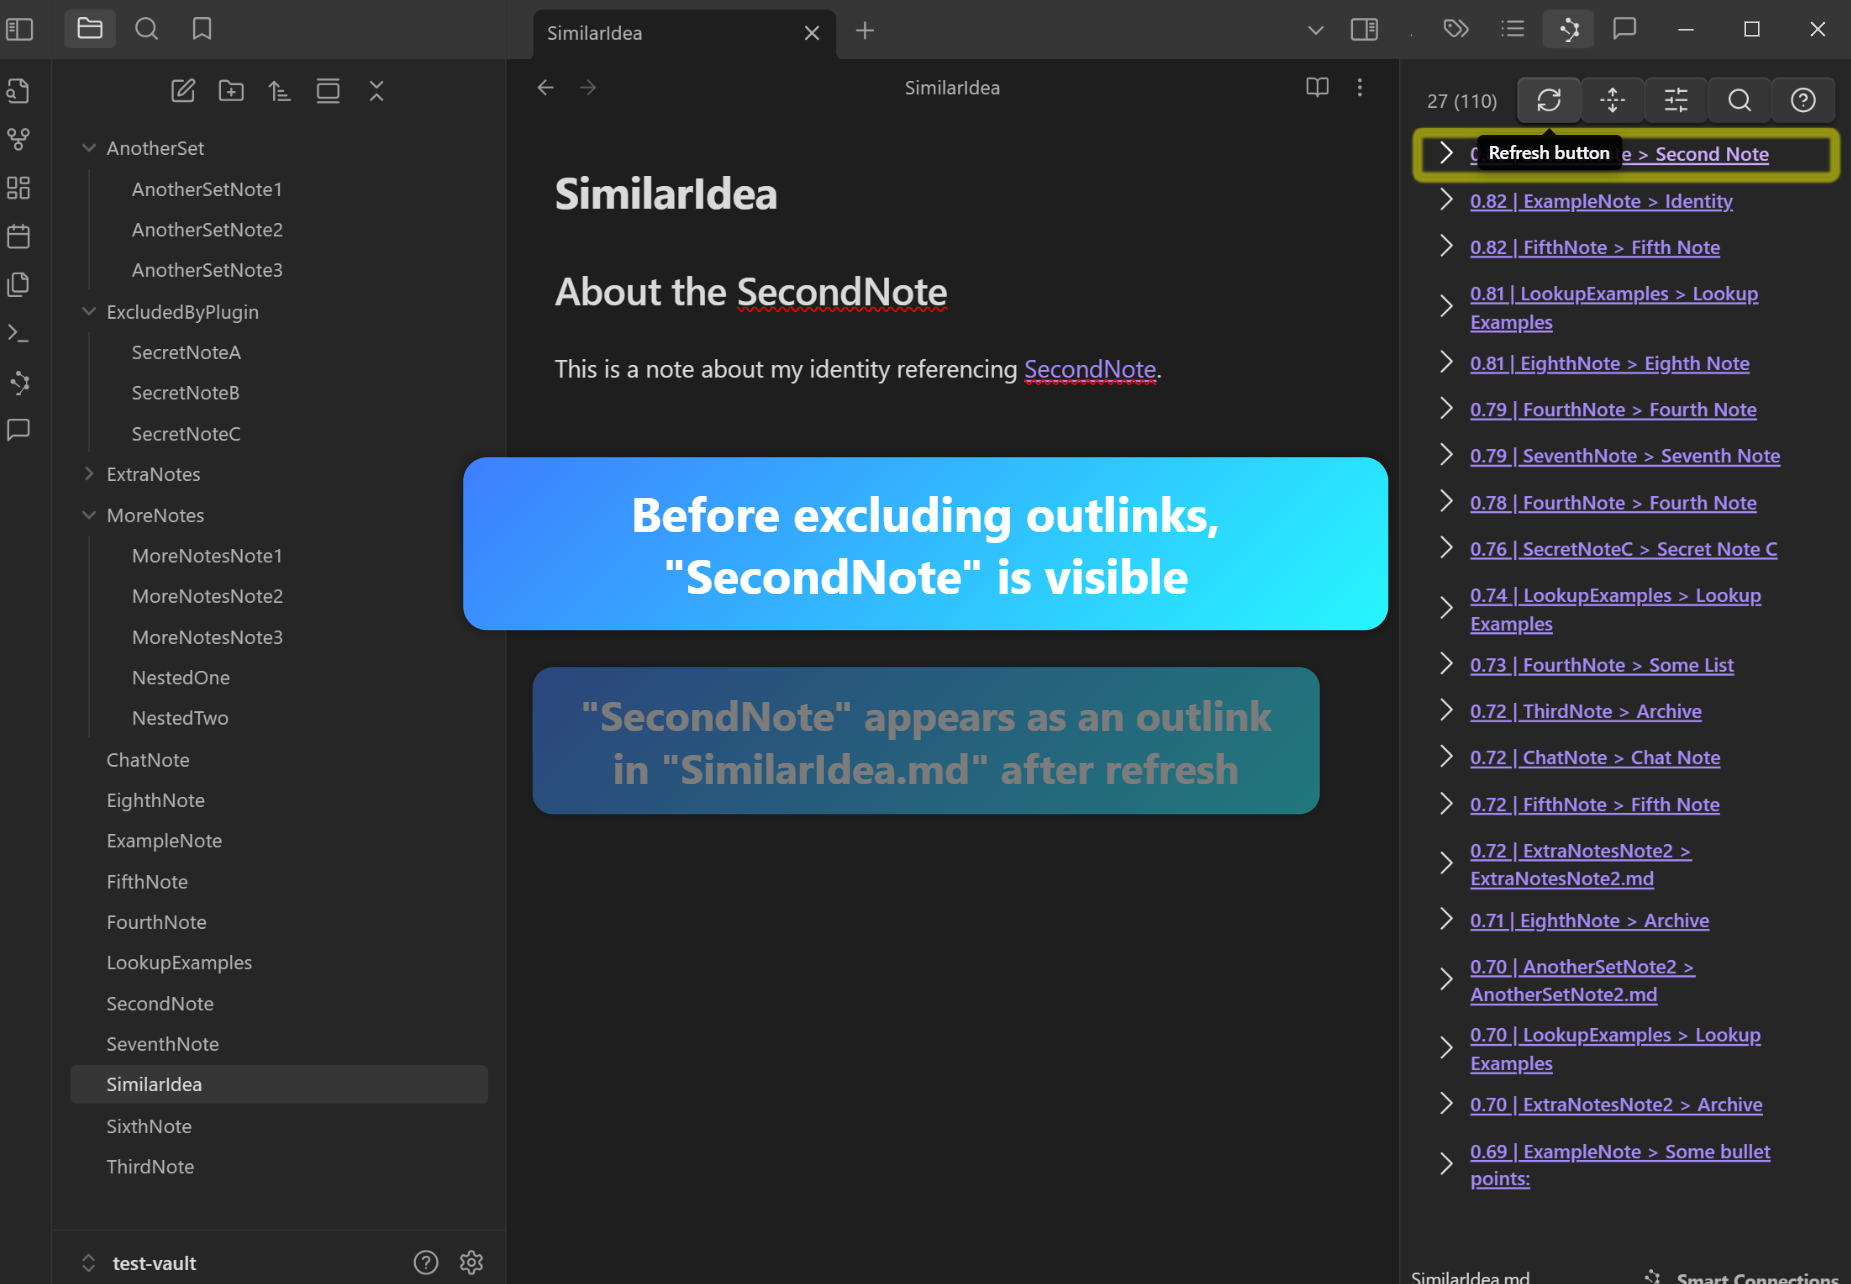 SimilarIdea
SimilarIdea
27 (110)
Refresh button
e > Second Note
AnotherSet
AnotherSetNote1
AnotherSetNote2
AnotherSetNote3
ExcludedByPlugin
SecretNoteA
SecretNoteB
SecretNoteC
ExtraNotes
MoreNotes
MoreNotesNote1
MoreNotesNote2
MoreNotesNote3
NestedOne
NestedTwo
ChatNote
EighthNote
ExampleNote
FifthNote
FourthNote
LookupExamples
SecondNote
SeventhNote
SimilarIdea
SixthNote
ThirdNote
test-vault
SimilarIdea
About the SecondNote
This is a note about my identity referencing SecondNote.
Before excluding outlinks,
"SecondNote" is visible
"SecondNote" appears as an outlink
in "SimilarIdea.md" after refresh
0.82 | ExampleNote > Identity
0.82 | FifthNote > Fifth Note
0.81 | LookupExamples > Lookup
Examples
0.81 | EighthNote > Eighth Note
0.79 | FourthNote > Fourth Note
0.79 | SeventhNote > Seventh Note
0.78 | FourthNote > Fourth Note
0.76 | SecretNoteC > Secret Note C
0.74 | LookupExamples > Lookup
Examples
0.73 | FourthNote > Some List
0.72 | ThirdNote > Archive
0.72 | ChatNote > Chat Note
0.72 | FifthNote > Fifth Note
0.72 | ExtraNotesNote2 >
ExtraNotesNote2.md
0.71 | EighthNote > Archive
0.70 | AnotherSetNote2 >
AnotherSetNote2.md
0.70 | LookupExamples > Lookup
Examples
0.70 | ExtraNotesNote2 > Archive
0.69 | ExampleNote > Some bullet
points:
SimilarIdea.md
Smart Connections